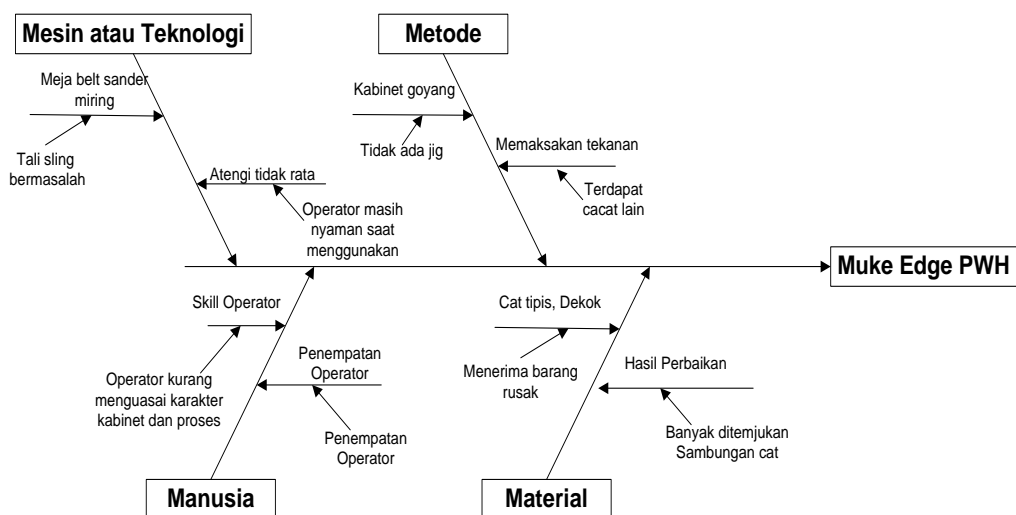 Mesin atau Teknologi
Metode
Meja belt sander
miring
Kabinet goyang
Tali sling
bermasalah
Tidak ada jig
Memaksakan tekanan
Atengi tidak rata
Terdapat
cacat lain
Operator masih
nyaman saat
menggunakan
Muke Edge PWH
Skill Operator
Cat tipis, Dekok
Penempatan
Operator
Hasil Perbaikan
Menerima barang
rusak
Operator kurang
menguasai karakter
kabinet dan proses
Penempatan
Operator
Banyak ditemjukan
Sambungan cat
Manusia
Material